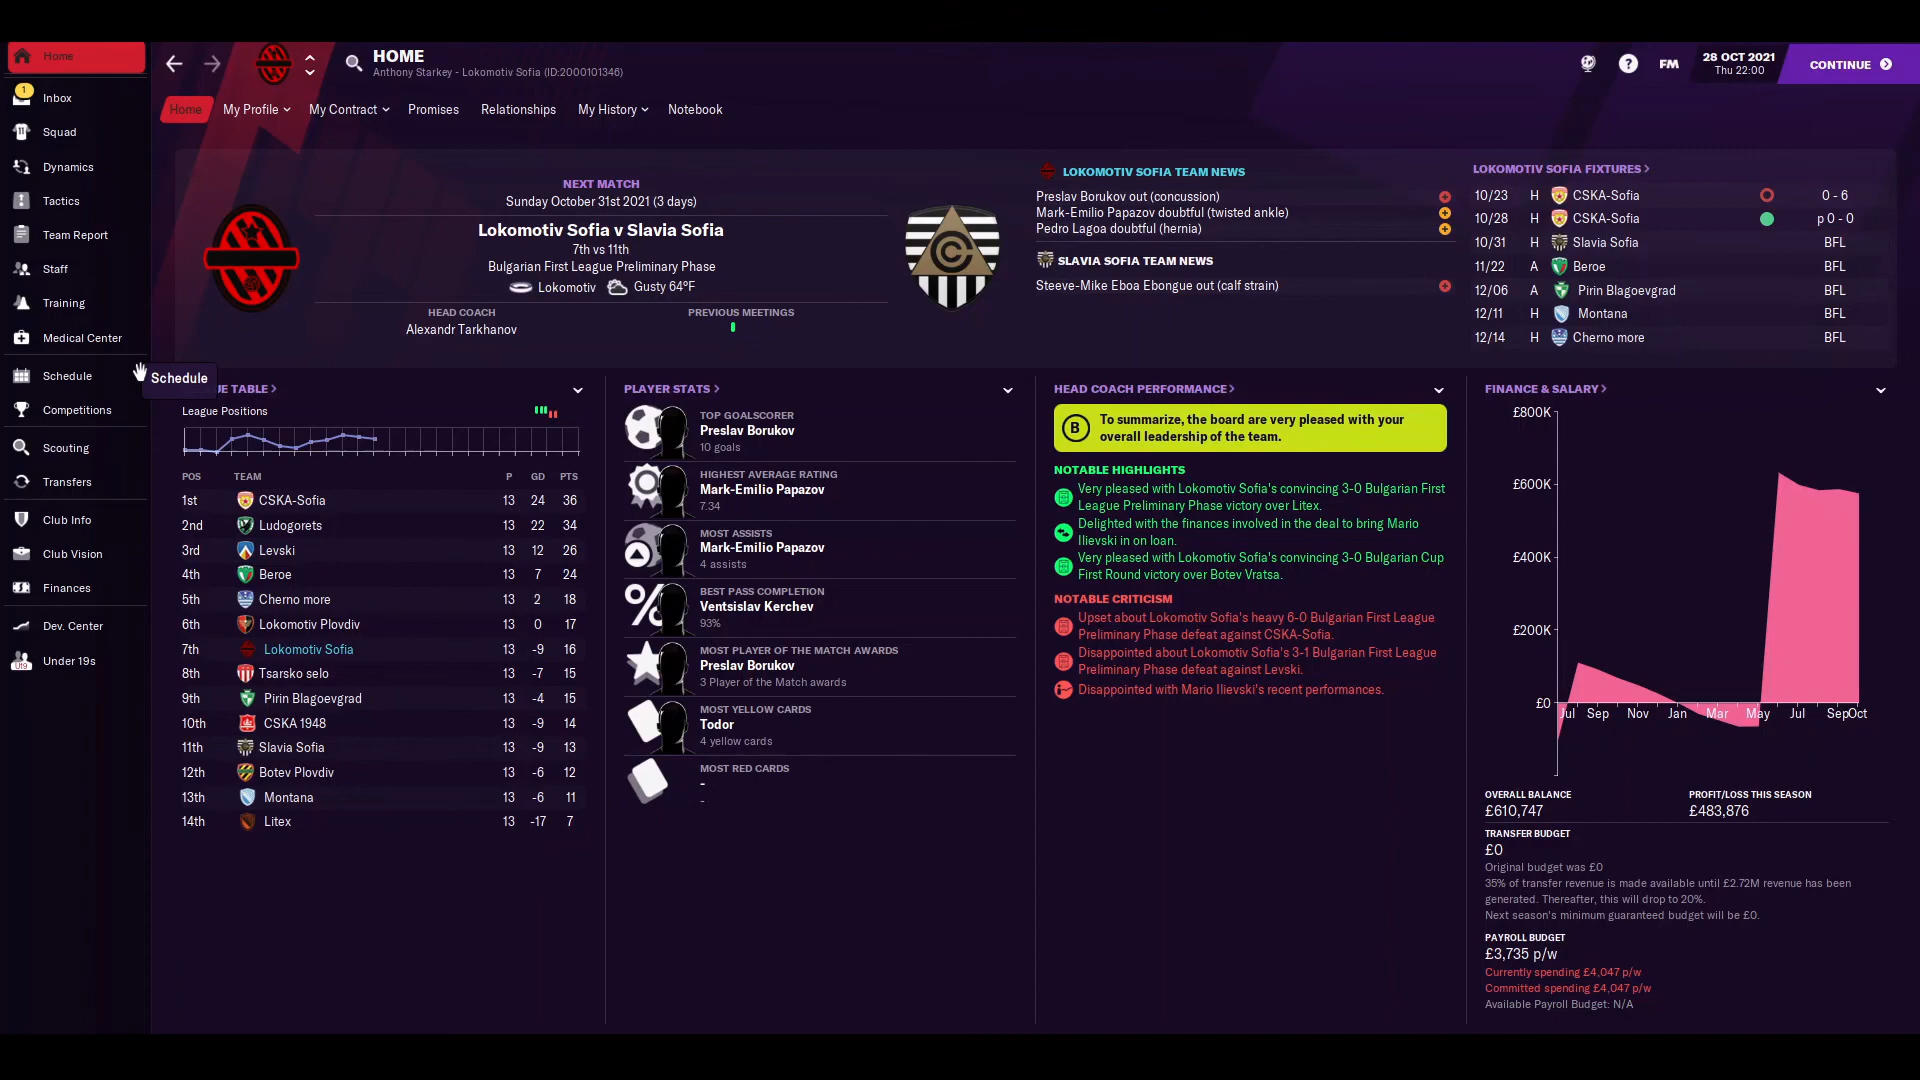 Home
Inbox
1
Squad
Dynamics
Tactics
Team Report
Staff
Training
Medical Center
Schedule
Competitions
Scouting
Transfers
Club Info
Club Vision
Finances
Dev. Center
U19
Under 19s
Schedule
HOME
Anthony Starkey - Lokomotiv Sofia (ID:2000101346)
?
FM
28 OCT 2021
Thu 22:00
CONTINUE
Home
My Profile
My Contract
Promises
Relationships
My History
Notebook
NEXT MATCH
Sunday October 31st 2021 (3 days)
Lokomotiv Sofia v Slavia Sofia
7th vs 11th
Bulgarian First League Preliminary Phase
Lokomotiv Gusty 64ºF
HEAD COACH
Alexandr Tarkhanov
PREVIOUS MEETINGS
LOKOMOTIV SOFIA TEAM NEWS
Preslav Borukov out (concussion)
Mark-Emilio Papazov doubtful (twisted ankle)
Pedro Lagoa doubtful (hernia)
SLAVIA SOFIA TEAM NEWS
Steeve-Mike Eboa Ebongue out (calf strain)
LOKOMOTIV SOFIA FIXTURES
10/23 H CSKA-Sofia 0 - 6
10/28 H CSKA-Sofia p 0 - 0
10/31 H Slavia Sofia BFL
11/22 A Beroe BFL
12/06 A Pirin Blagoevgrad BFL
12/11 H Montana BFL
12/14 H Cherno more BFL
UE TABLE
League Positions
POS TEAM P GD PTS
1st CSKA-Sofia 13 24 36
2nd Ludogorets 13 22 34
3rd Levski 13 12 26
4th Beroe 13 7 24
5th Cherno more 13 2 18
6th Lokomotiv Plovdiv 13 0 17
7th Lokomotiv Sofia 13 -9 16
8th Tsarsko selo 13 -7 15
9th Pirin Blagoevgrad 13 -4 15
10th CSKA 1948 13 -9 14
11th Slavia Sofia 13 -9 13
12th Botev Plovdiv 13 -6 12
13th Montana 13 -6 11
14th Litex 13 -17 7
PLAYER STATS
TOP GOALSCORER
Preslav Borukov
10 goals
HIGHEST AVERAGE RATING
Mark-Emilio Papazov
7.34
MOST ASSISTS
Mark-Emilio Papazov
4 assists
BEST PASS COMPLETION
Ventsislav Kerchev
93%
MOST PLAYER OF THE MATCH AWARDS
Preslav Borukov
3 Player of the Match awards
MOST YELLOW CARDS
Todor
4 yellow cards
MOST RED CARDS
-
-
HEAD COACH PERFORMANCE
B
To summarize, the board are very pleased with your
overall leadership of the team.
NOTABLE HIGHLIGHTS
Very pleased with Lokomotiv Sofia's convincing 3-0 Bulgarian First
League Preliminary Phase victory over Litex.
Delighted with the finances involved in the deal to bring Mario
Ilievski in on loan.
Very pleased with Lokomotiv Sofia's convincing 3-0 Bulgarian Cup
First Round victory over Botev Vratsa.
NOTABLE CRITICISM
Upset about Lokomotiv Sofia's heavy 6-0 Bulgarian First League
Preliminary Phase defeat against CSKA-Sofia.
Disappointed about Lokomotiv Sofia's 3-1 Bulgarian First League
Preliminary Phase defeat against Levski.
Disappointed with Mario Ilievski's recent performances.
FINANCE & SALARY
£800K
£600K
£400K
£200K
£0
Jul Sep Nov Jan Mar May Jul Sep Oct
OVERALL BALANCE
£610,747
PROFIT/LOSS THIS SEASON
£483,876
TRANSFER BUDGET
£0
Original budget was £0
35% of transfer revenue is made available until £2.72M revenue has been
generated. Thereafter, this will drop to 20%.
Next season's minimum guaranteed budget will be £0.
PAYROLL BUDGET
£3,735 p/w
Currently spending £4,047 p/w
Committed spending £4,047 p/w
Available Payroll Budget: N/A